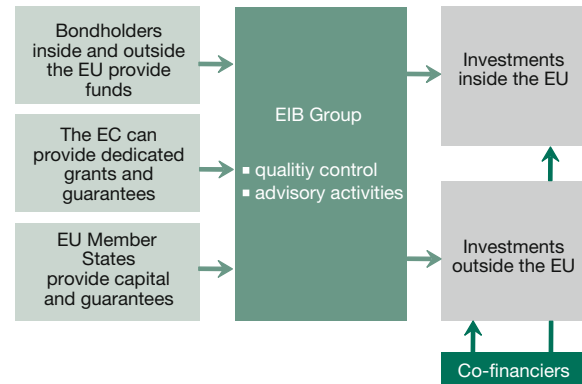 Bondholders
inside and outside
the EU provide
funds
The EC can
provide dedicated
grants and
guarantees
EU Member
States
provide capital
and guarantees
EIB Group
▪ qualitiy control
▪ advisory activities
Investments
inside the EU
Investments
outside the EU
Co-financiers